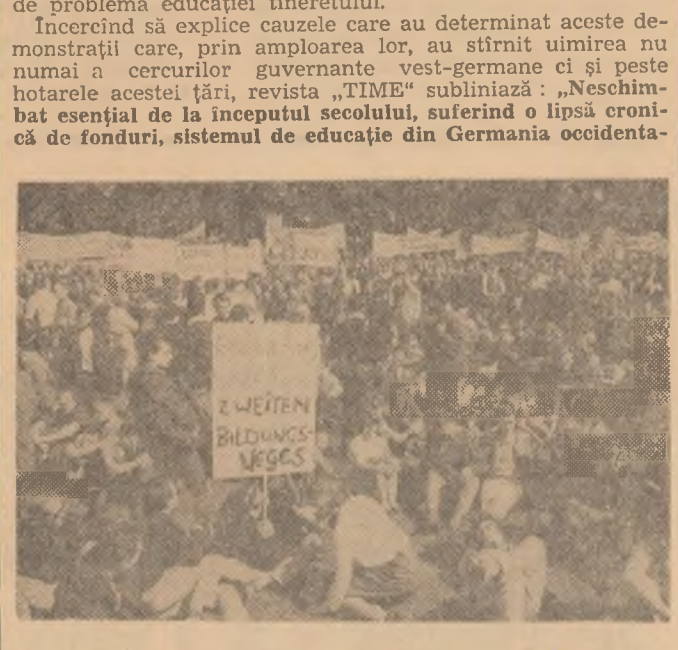 de problema educației tineretului.
Încercînd să explice cauzele care au determinat aceste de-
monstrații care, prin amploarea lor, au stîrnit uimirea nu
numai a cercurilor guvernante vest-germane ci și peste
hotarele acestei țări, revista „TIME“ subliniază : „Neschim-
bat esențial de la începutul secolului, suferind o lipsă croni-
că de fonduri, sistemul de educație din Germania occidenta-
ZWEITEN
BILDUNGS-
WEGES